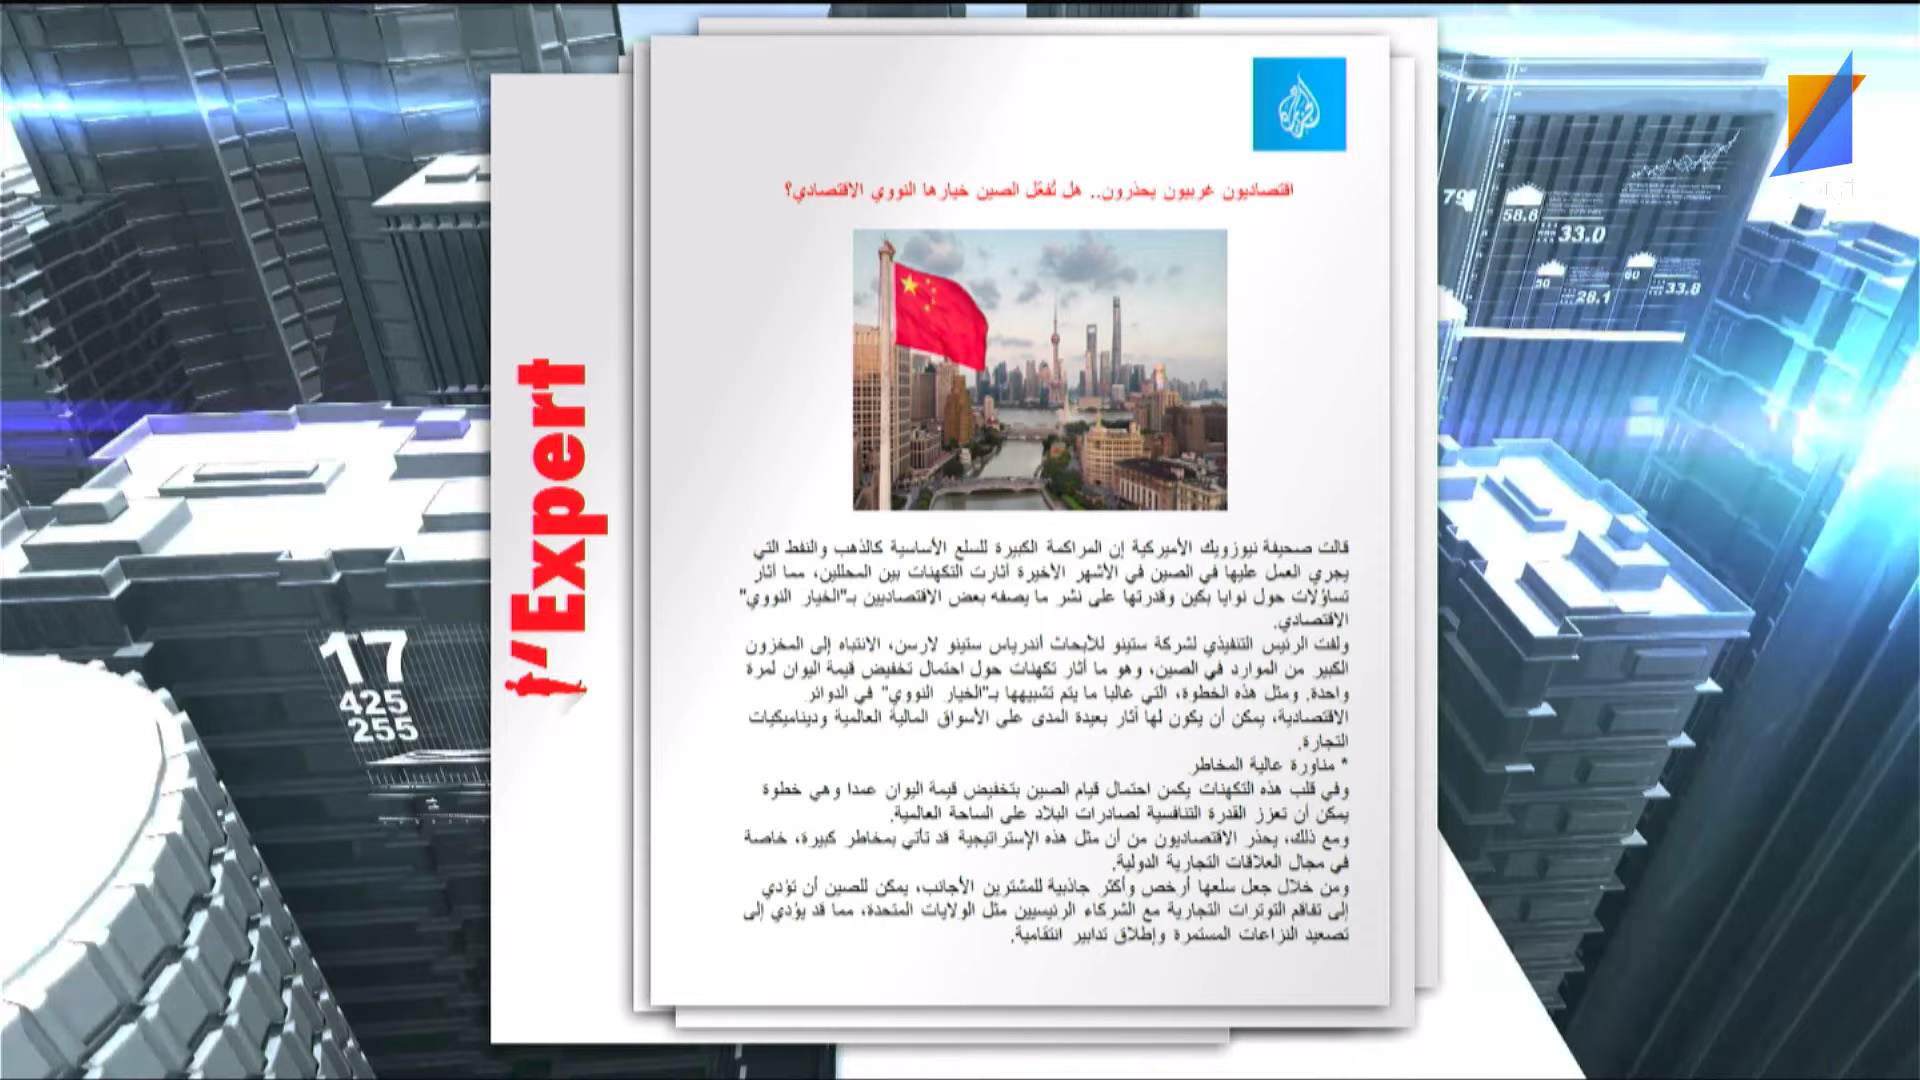 اقتصاديون غربيون يحذرون.. هل تُفعّل الصين خيارها النووي الاقتصادي؟
قالت صحيفة نيوزويك الأميركية إن المراكمة الكبيرة للسلع الأساسية كالذهب والنفط التي
يجري العمل عليها في الصين في الأشهر الأخيرة أثارت التكهنات بين المحللين، مما أثار
تساؤلات حول نوايا بكين وقدرتها على نشر ما يصفه بعض الاقتصاديين بـ"الخيار النووي"
الاقتصادي.
ولفت الرئيس التنفيذي لشركة ستينو للأبحاث أندرياس ستينو لارسن، الانتباه إلى المخزون
الكبير من الموارد في الصين، وهو ما أثار تكهنات حول احتمال تخفيض قيمة اليوان لمرة
واحدة. ومثل هذه الخطوة، التي غالبا ما يتم تشبيهها بـ"الخيار النووي" في الدوائر
الاقتصادية، يمكن أن يكون لها آثار بعيدة المدى على الأسواق المالية العالمية وديناميكيات
التجارة.
* مناورة عالية المخاطر
وفي قلب هذه التكهنات يكمن احتمال قيام الصين بتخفيض قيمة اليوان عمدا وهي خطوة
يمكن أن تعزز القدرة التنافسية لصادرات البلاد على الساحة العالمية.
ومع ذلك، يحذر الاقتصاديون من أن مثل هذه الإستراتيجية قد تأتي بمخاطر كبيرة، خاصة
في مجال العلاقات التجارية الدولية.
ومن خلال جعل سلعها أرخص وأكثر جاذبية للمشترين الأجانب، يمكن للصين أن تؤدي
إلى تفاقم التوترات التجارية مع الشركاء الرئيسيين مثل الولايات المتحدة، مما قد يؤدي إلى
تصعيد النزاعات المستمرة وإطلاق تدابير انتقامية.
l'Expert
17
425
255
77
79
58.8
33.0
50
28.1
60
33.8